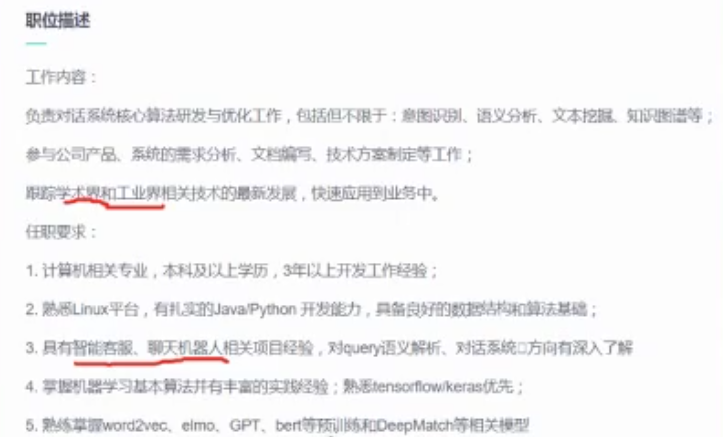 职位描述
工作内容：
负责对话系统核心算法研发与优化工作，包括但不限于：意图识别、语义分析、文本挖掘、知识图谱等；
参与公司产品、系统的需求分析、文档编写、技术方案制定等工作；
跟踪学术界和工业界相关技术的最新发展，快速应用到业务中。
任职要求：
1. 计算机相关专业，本科及以上学历，3年以上开发工作经验；
2. 熟悉Linux平台，有扎实的Java/Python 开发能力，具备良好的数据结构和算法基础；
3. 具有智能客服、聊天机器人相关项目经验，对query语义解析、对话系统□方向有深入了解
4. 掌握机器学习基本算法并有丰富的实践经验；熟悉tensorflow/keras优先；
5. 熟练掌握word2vec、elmo、GPT、bert等预训练和DeepMatch等相关模型